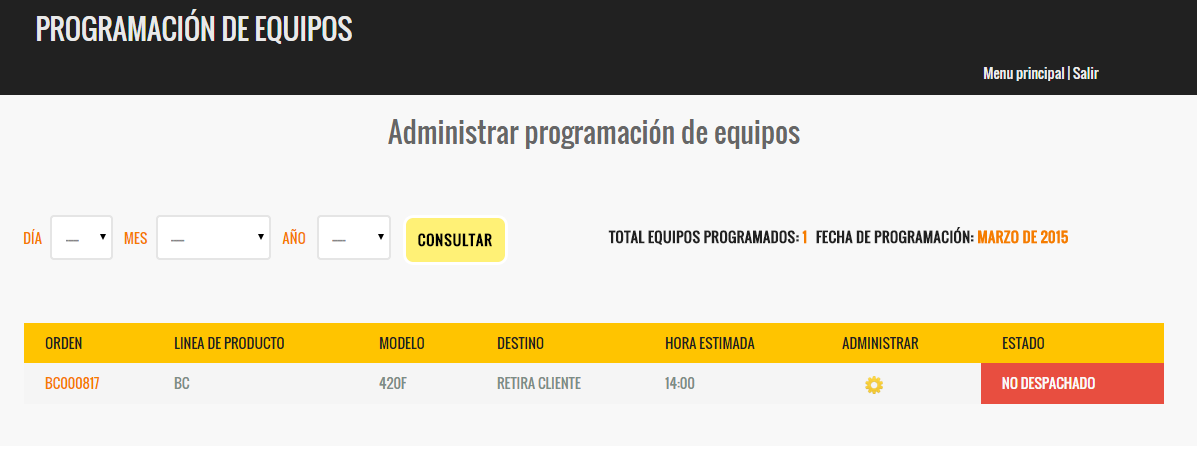 PROGRAMACIÓN DE EQUIPOS
Menu principal | Salir
Administrar programación de equipos
DÍA --- MES --- AÑO --- CONSULTAR TOTAL EQUIPOS PROGRAMADOS: 1 FECHA DE PROGRAMACIÓN: MARZO DE 2015
ORDEN LINEA DE PRODUCTO MODELO DESTINO HORA ESTIMADA ADMINISTRAR ESTADO
BC000817 BC 420F RETIRA CLIENTE 14:00 NO DESPACHADO